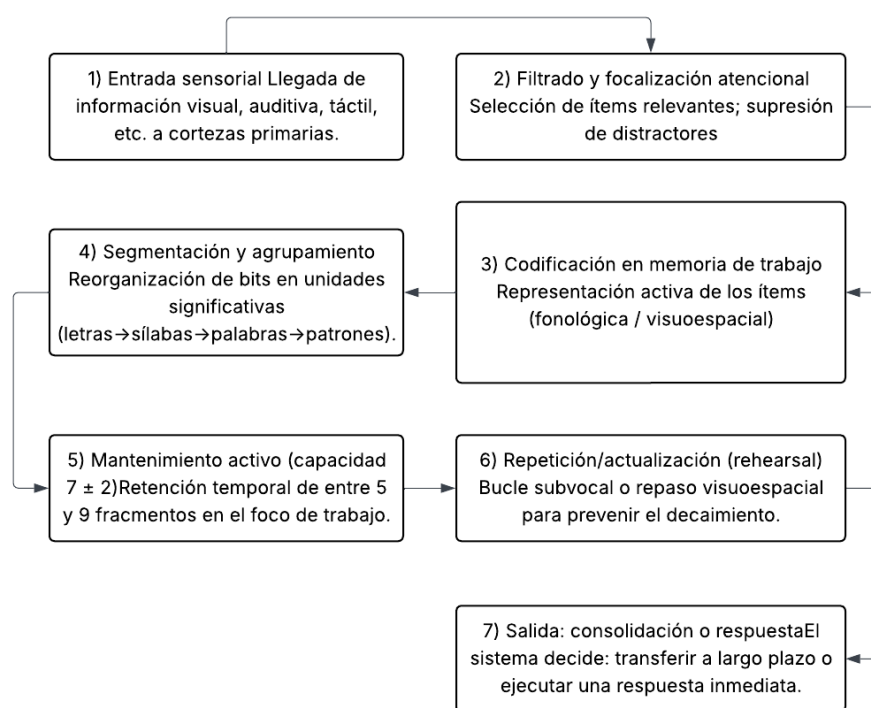 1) Entrada sensorial Llegada de
información visual, auditiva, táctil,
etc. a cortezas primarias.
2) Filtrado y focalización atencional
Selección de ítems relevantes; supresión
de distractores
3) Codificación en memoria de trabajo
Representación activa de los ítems
(fonológica / visuoespacial)
4) Segmentación y agrupamiento
Reorganización de bits en unidades
significativas
(letras→sílabas→palabras→patrones).
5) Mantenimiento activo (capacidad
7 ± 2)Retención temporal de entre 5
y 9 fracmentos en el foco de trabajo.
6) Repetición/actualización (rehearsal)
Bucle subvocal o repaso visuoespacial
para prevenir el decaimiento.
7) Salida: consolidación o respuestaEl
sistema decide: transferir a largo plazo o
ejecutar una respuesta inmediata.